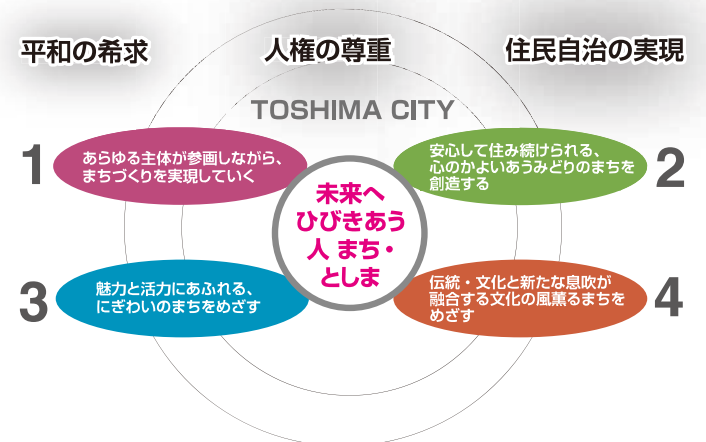 平和の希求
人権の尊重
住民自治の実現
TOSHIMA CITY
1
あらゆる主体が参画しながら、
まちづくりを実現していく
安心して住み続けられる、
心のかよいあうみどりのまちを
創造する
2
未来へ
ひびきあう
人 まち・
としま
3
魅力と活力にあふれる、
にぎわいのまちをめざす
伝統・文化と新たな息吹が
融合する文化の風薫るまちを
めざす
4